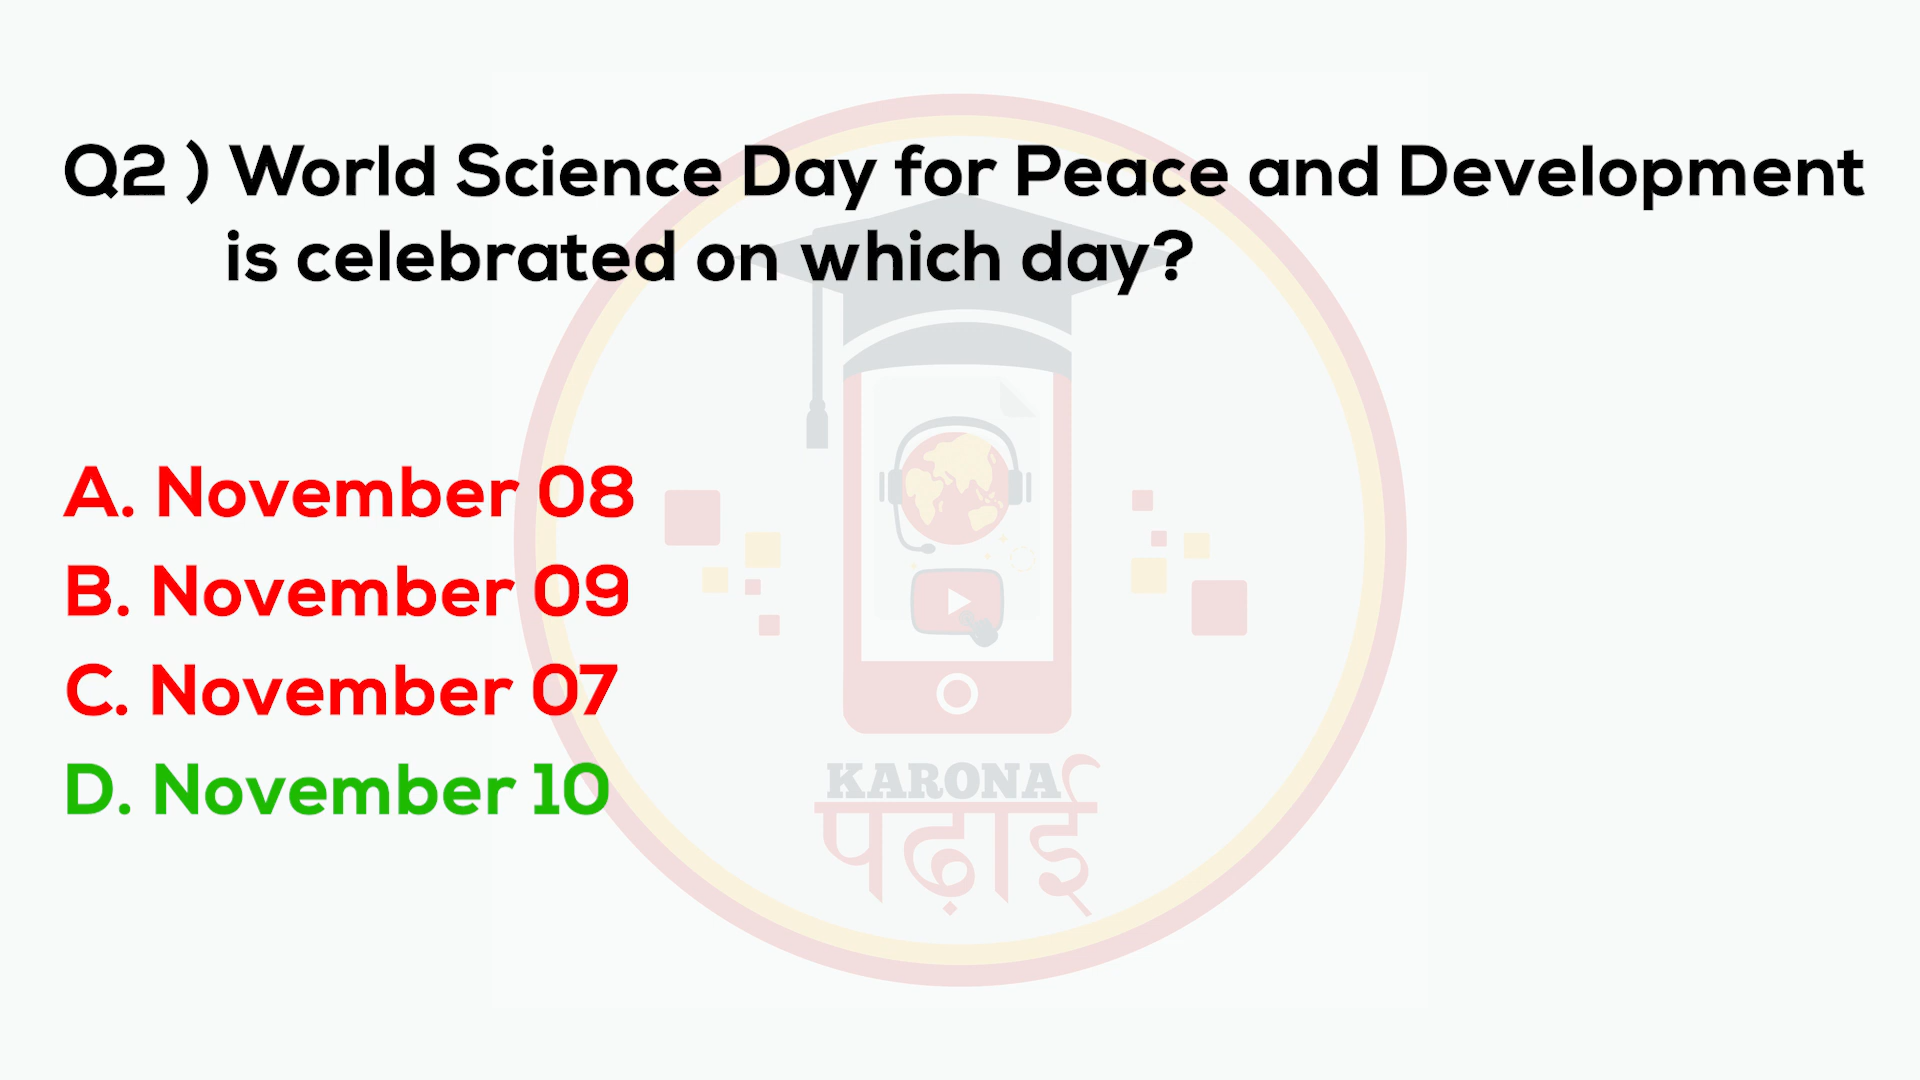 Q2 ) World Science Day for Peace and Development
is celebrated on which day?
A. November 08
B. November 09
C. November 07
D. November 10
KARONA
पढ़ाई